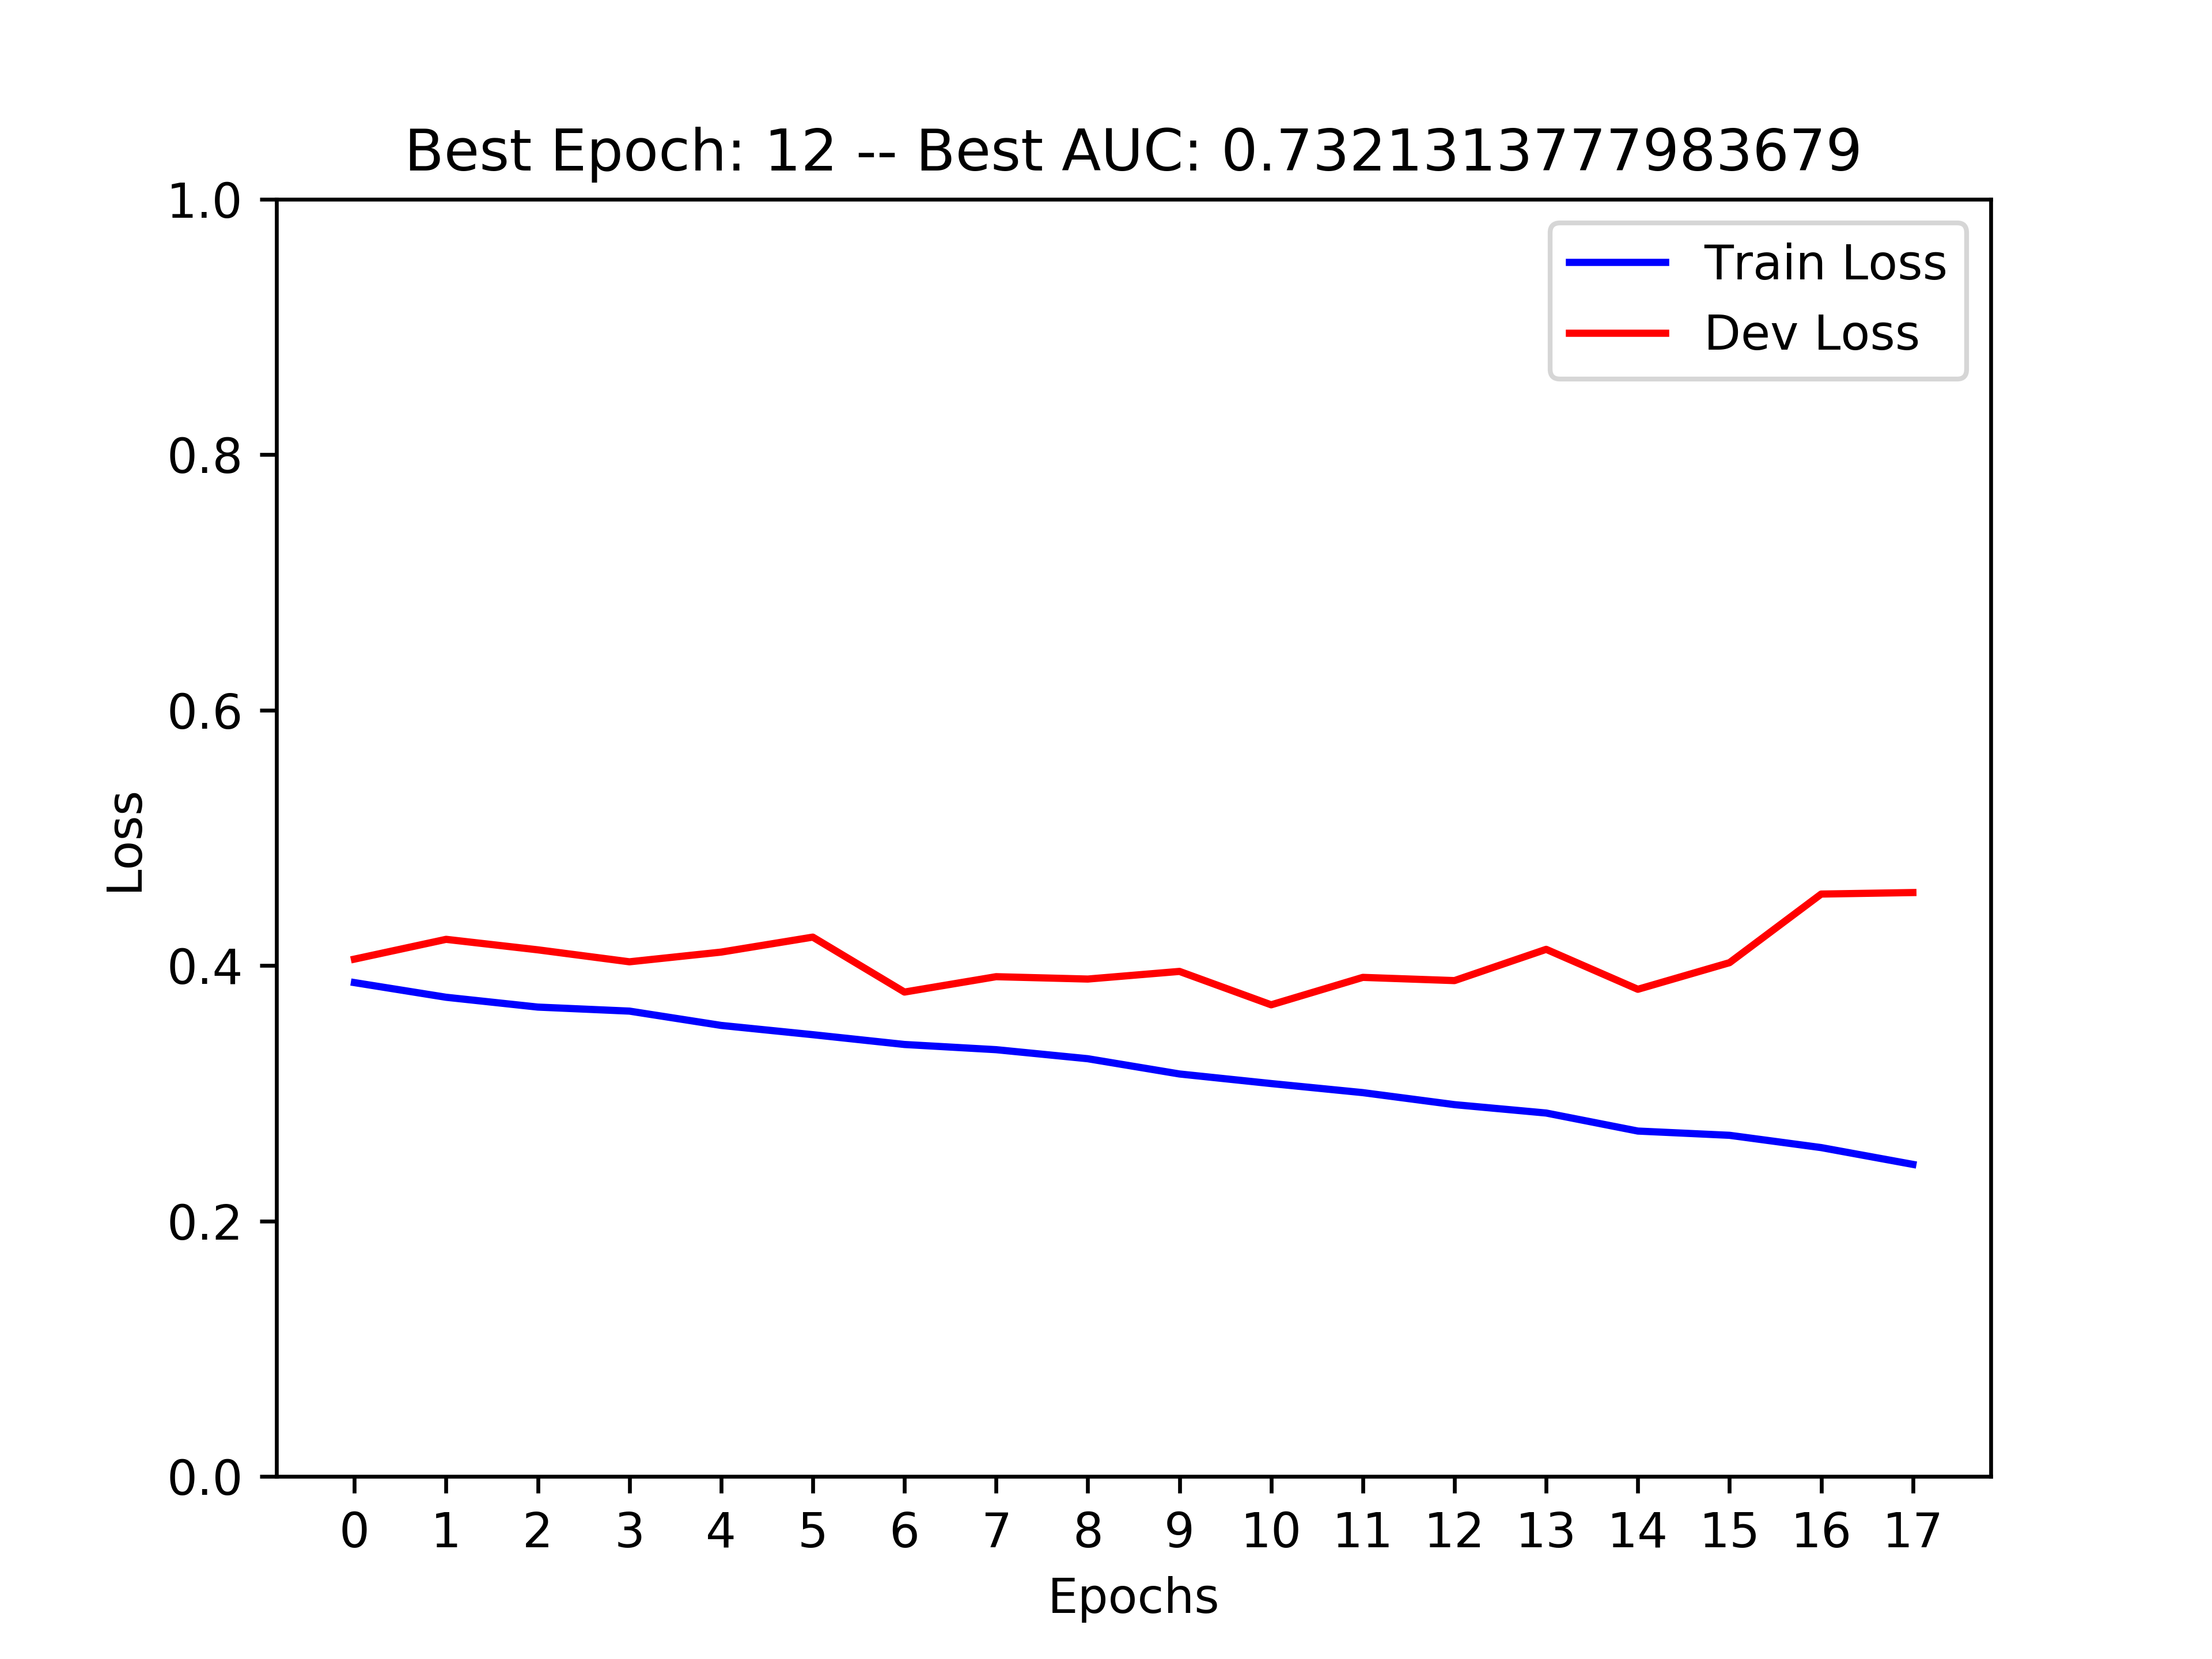 Best Epoch: 12 -- Best AUC: 0.7321313777983679
1.0
Train Loss
Dev Loss
0.8
0.6
Loss
0.4
0.2
0.0
0 1 2 3 4 5 6 7 8 9 10 11 12 13 14 15 16 17
Epochs